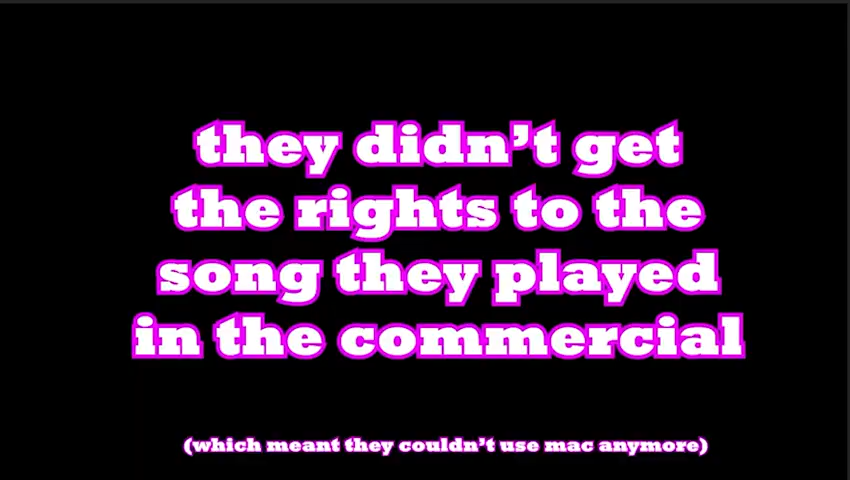 they didn't get
the rights to the
song they played
in the commercial
(which meant they couldn't use mac anymore)